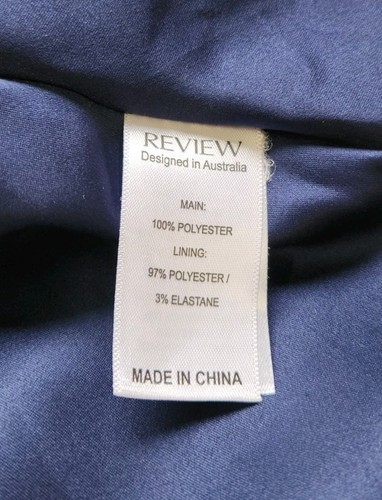 REVIEW
Designed in Australia
MAIN:
100% POLYESTER
LINING:
97% POLYESTER /
3% ELASTANE
MADE IN CHINA